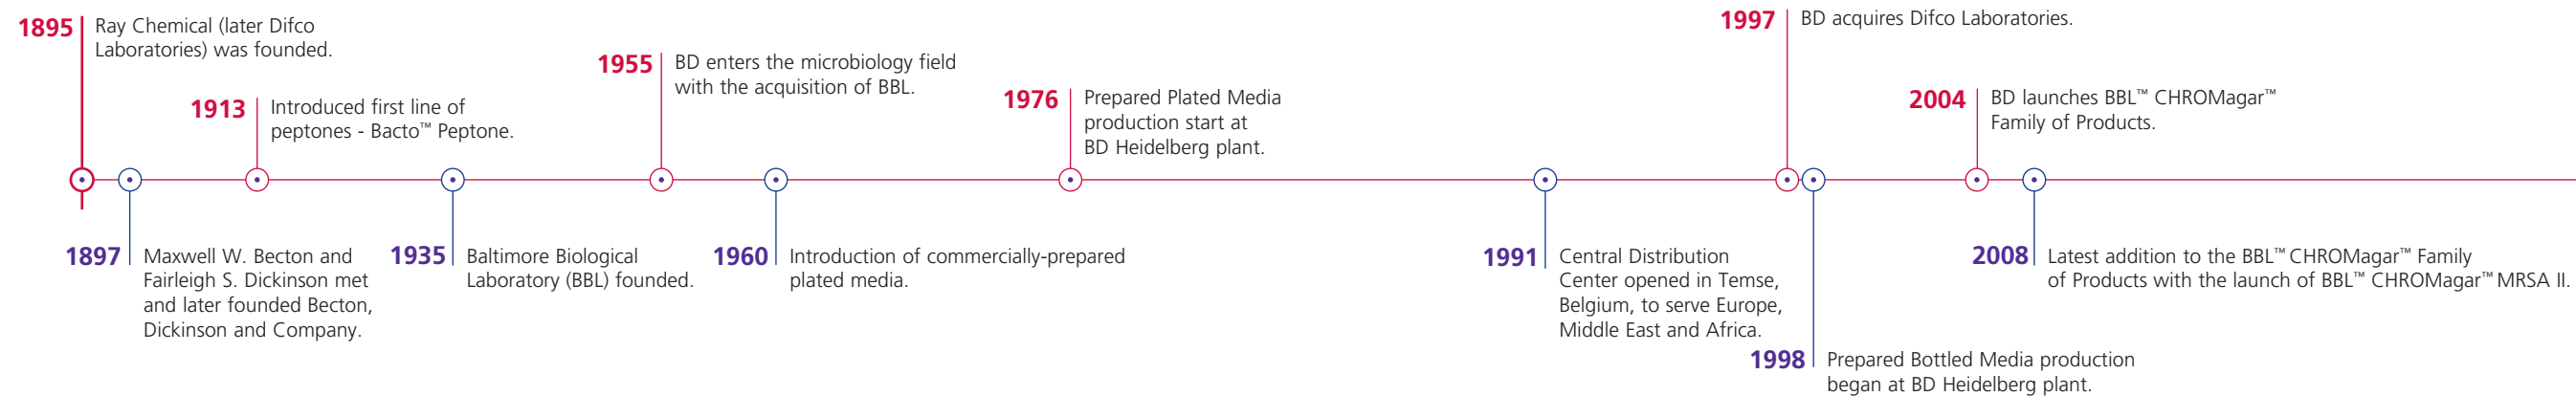 1895
Ray Chemical (later Difco
Laboratories) was founded.
1897
Maxwell W. Becton and
Fairleigh S. Dickinson met
and later founded Becton,
Dickinson and Company.
1913
Introduced first line of
peptones - Bacto™ Peptone.
1935
Baltimore Biological
Laboratory (BBL) founded.
1955
BD enters the microbiology field
with the acquisition of BBL.
1960
Introduction of commercially-prepared
plated media.
1976
Prepared Plated Media
production start at
BD Heidelberg plant.
1991
Central Distribution
Center opened in Temse,
Belgium, to serve Europe,
Middle East and Africa.
1997
BD acquires Difco Laboratories.
1998
Prepared Bottled Media production
began at BD Heidelberg plant.
2004
BD launches BBL™ CHROMagar™
Family of Products.
2008
Latest addition to the BBL™ CHROMagar™ Family
of Products with the launch of BBL™ CHROMagar™ MRSA II.